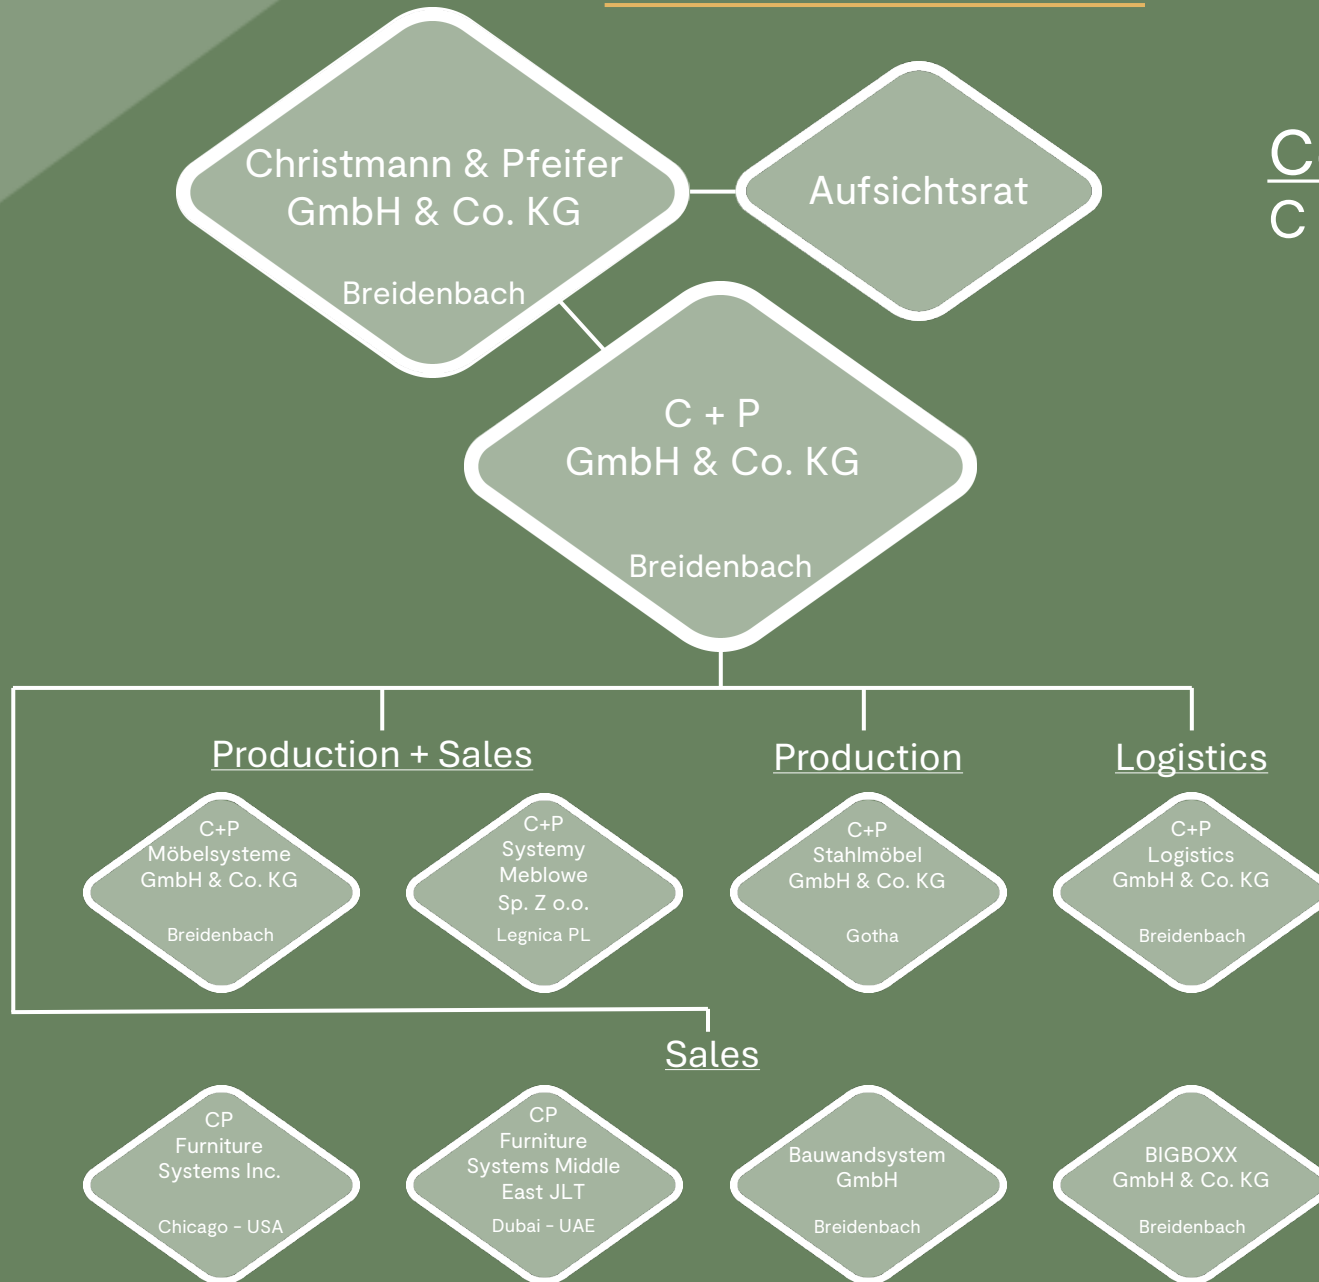 Christmann & Pfeifer
GmbH & Co. KG
Breidenbach
Aufsichtsrat
C
C + P
GmbH & Co. KG
Breidenbach
Production + Sales
Production
Logistics
C+P
Möbelsysteme
GmbH & Co. KG
Breidenbach
C+P
Systemy
Meblowe
Sp. Z o.o.
Legnica PL
C+P
Stahlmöbel
GmbH & Co. KG
Gotha
C+P
Logistics
GmbH & Co. KG
Breidenbach
Sales
CP
Furniture
Systems Inc.
Chicago - USA
CP
Furniture
Systems Middle
East JLT
Dubai - UAE
Bauwandsystem
GmbH
Breidenbach
BIGBOXX
GmbH & Co. KG
Breidenbach